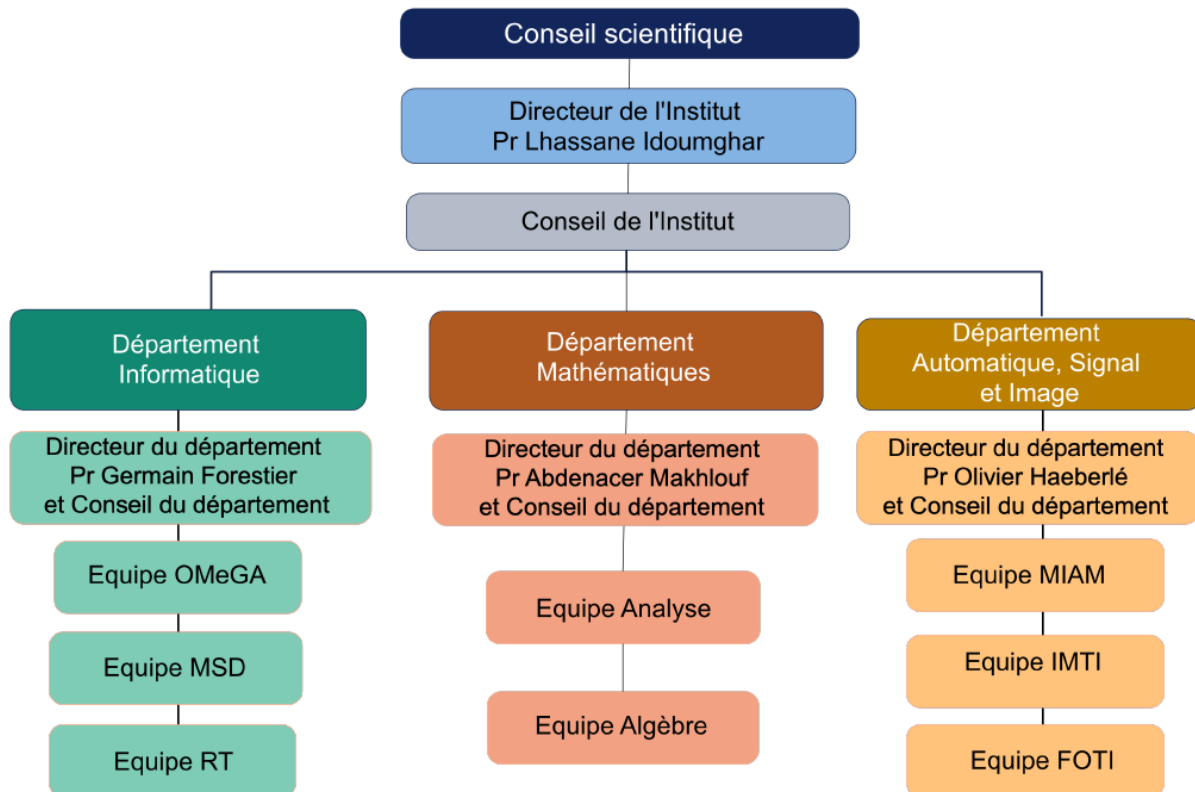 Conseil scientifique
Directeur de l'Institut
Pr Lhassane Idoumghar
Conseil de l'Institut
Département
Informatique
Directeur du département
Pr Germain Forestier
et Conseil du département
Equipe OMeGA
Equipe MSD
Equipe RT
Département
Mathématiques
Directeur du département
Pr Abdenacer Makhlouf
et Conseil du département
Equipe Analyse
Equipe Algèbre
Département
Automatique, Signal
et Image
Directeur du département
Pr Olivier Haeberlé
et Conseil du département
Equipe MIAM
Equipe IMTI
Equipe FOTI